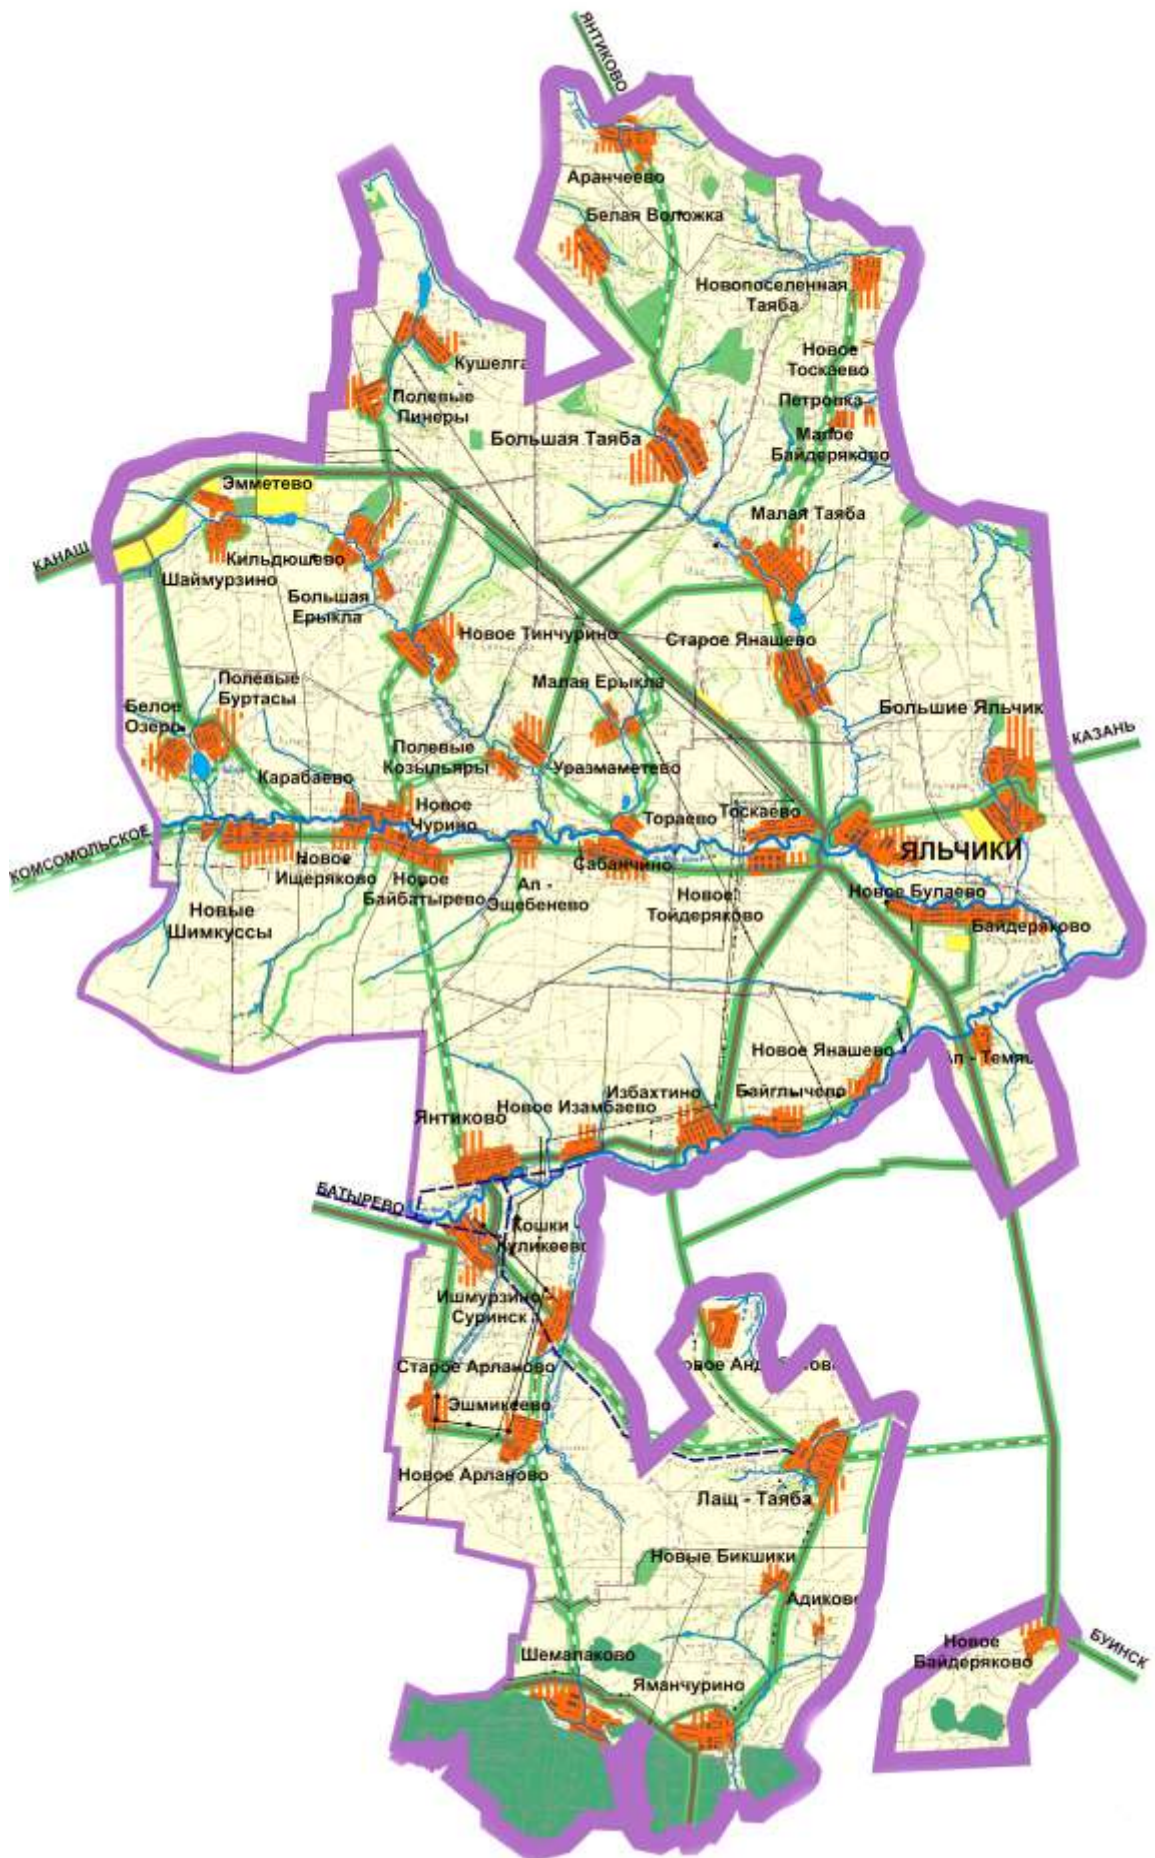 ЯНТИКОВО
Аранчеево
Белая Воложка
Новопоселенная
Таяба
Новое
Тоскаево
Петровка
Малое
Байдеряково
Кушелга
Полевые
Пинеры
Большая Таяба
Эмметево
Малая Таяба
КАНАШ
Кильдюшево
Шаймурзино
Большая
Ерыкла
Новое Тинчурино
Старое Янашево
Полевые
Буртасы
Малая Ерыкла
Белое
Озеро
Большие Яльчик
КАЗАНЬ
Полевые
Козыльяры
Уразмаметево
Карабаево
Новое
Чурино
Тораево
Тоскаево
КОМСОМОЛЬСКОЕ
ЯЛЬЧИКИ
Новое
Ищеряково
Новое
Байбатырево
Ап -
Эщебенево
Сабанчино
Новое
Тойдеряково
Новое Булаево
Байдеряково
Новые
Шимкуссы
Новое Янашево
Ап - Темяш
Избахтино
Байглычево
Новое Изамбаево
Янтиково
БАТЫРЕВО
Кошки -
Куликеево
Ишмурзино -
Суринск
Старое Арланово
Эшмикеево
Новое Арланово
Лащ - Таяба
Новые Бикшики
Адиково
Шемалаково
Яманчурино
Новое
Байдеряково
БУИНСК